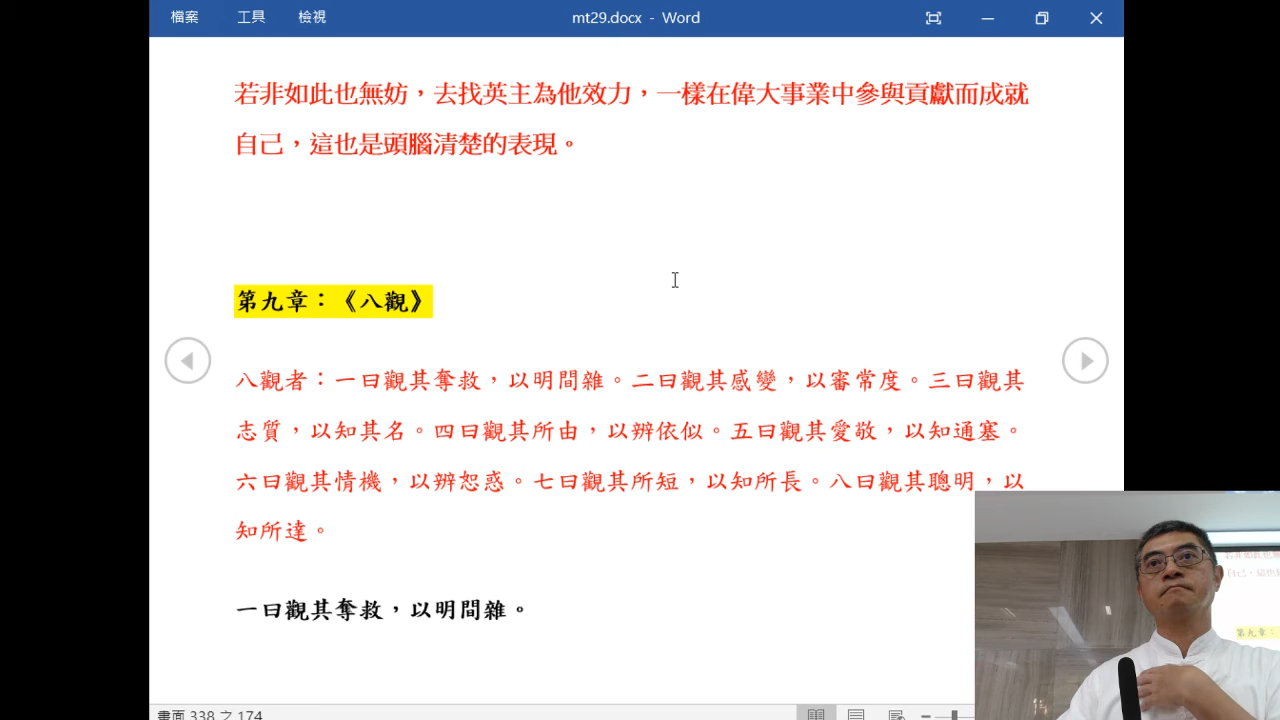 檔案 工具 檢視 mt29.docx - Word
若非如此也無妨，去找英主為他效力，一樣在偉大事業中參與貢獻而成就
自己，這也是頭腦清楚的表現。
第九章：《八觀》
八觀者：一曰觀其奪救，以明間雜。二曰觀其感變，以審常度。三曰觀其
志質，以知其名。四曰觀其所由，以辨依似。五曰觀其愛敬，以知通塞。
六曰觀其情機，以辨恕惑。七曰觀其所短，以知所長。八曰觀其聰明，以
知所達。
一曰觀其奪救，以明間雜。
畫面 338 之 174
第九章：